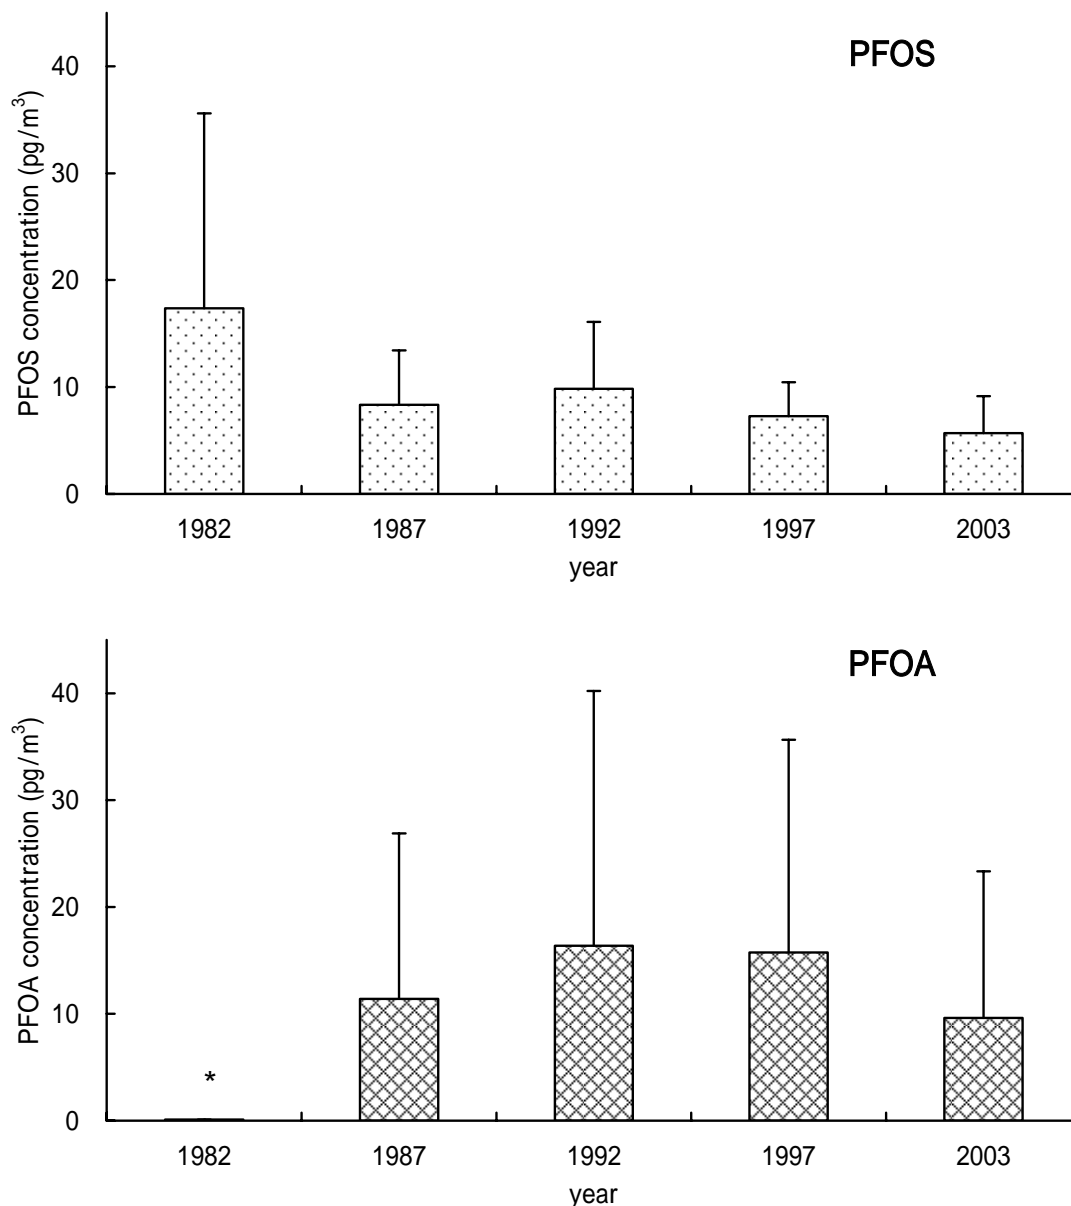 PFOS
PFOS concentration (pg/m³)
40
30
20
10
0
1982 1987 1992 1997 2003
year
PFOA
PFOA concentration (pg/m³)
40
30
20
10
0
*
1982 1987 1992 1997 2003
year